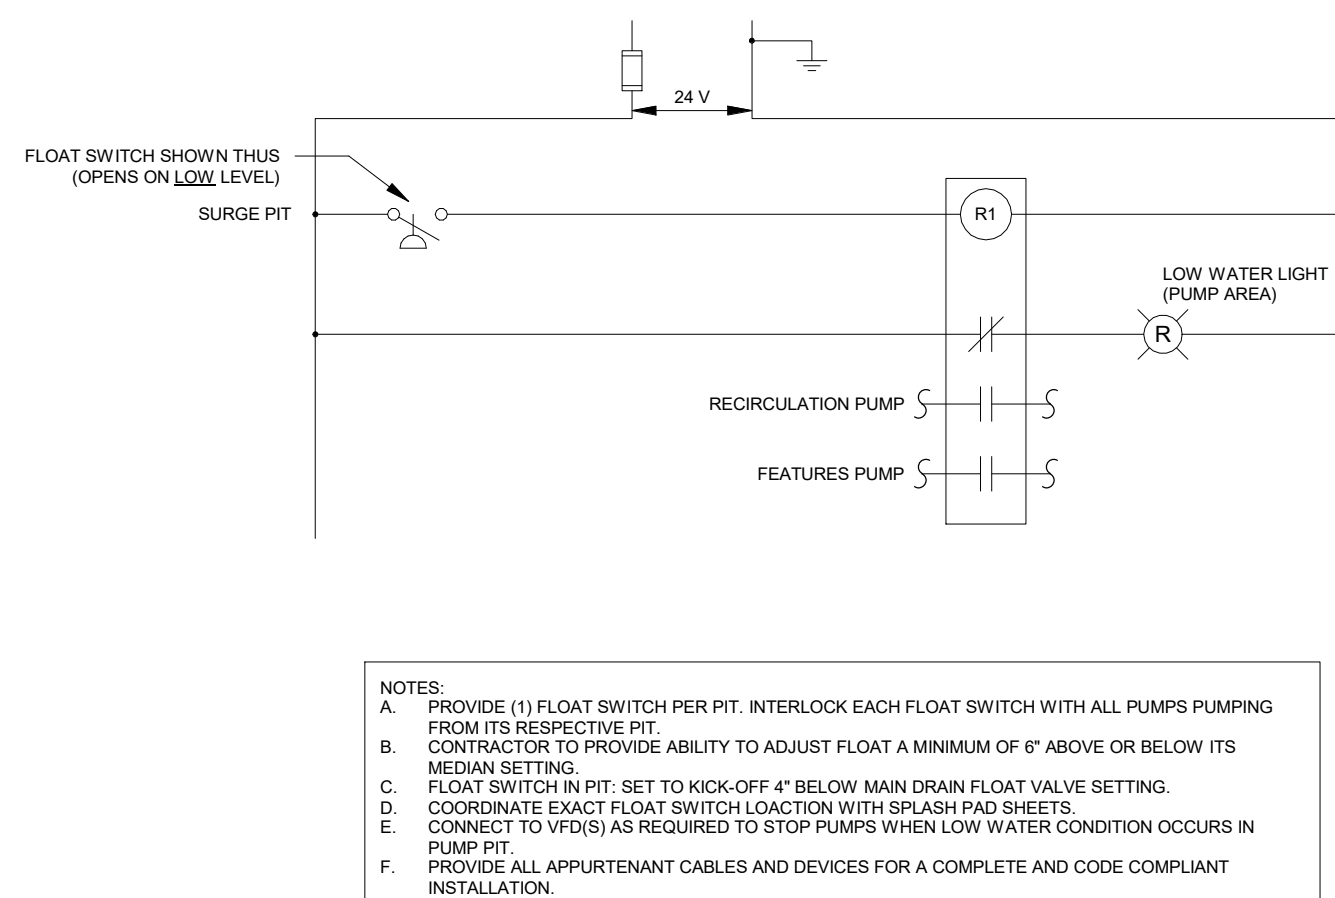 24 V
FLOAT SWITCH SHOWN THUS
(OPENS ON LOW LEVEL)
SURGE PIT
R1
LOW WATER LIGHT
(PUMP AREA)
R
RECIRCULATION PUMP
FEATURES PUMP
NOTES:
A. PROVIDE (1) FLOAT SWITCH PER PIT. INTERLOCK EACH FLOAT SWITCH WITH ALL PUMPS PUMPING
FROM ITS RESPECTIVE PIT.
B. CONTRACTOR TO PROVIDE ABILITY TO ADJUST FLOAT A MINIMUM OF 6" ABOVE OR BELOW ITS
MEDIAN SETTING.
C. FLOAT SWITCH IN PIT: SET TO KICK-OFF 4" BELOW MAIN DRAIN FLOAT VALVE SETTING.
D. COORDINATE EXACT FLOAT SWITCH LOACTION WITH SPLASH PAD SHEETS.
E. CONNECT TO VFD(S) AS REQUIRED TO STOP PUMPS WHEN LOW WATER CONDITION OCCURS IN
PUMP PIT.
F. PROVIDE ALL APPURTENANT CABLES AND DEVICES FOR A COMPLETE AND CODE COMPLIANT
INSTALLATION.